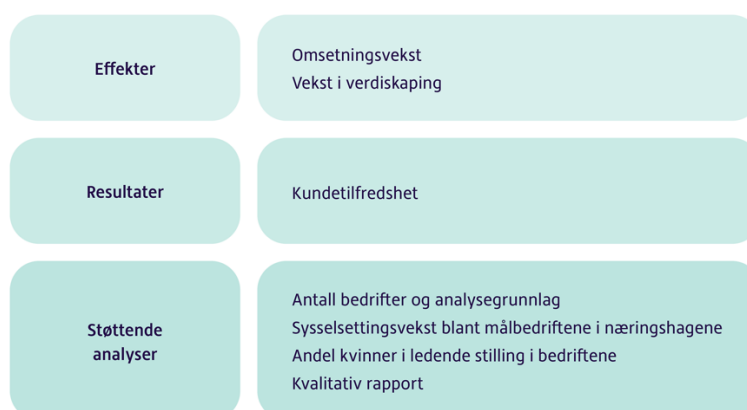 Effekter
Omsetningsvekst
Vekst i verdiskaping
Resultater
Kundetilfredshet
Støttende
analyser
Antall bedrifter og analysegrunnlag
Sysselsettingsvekst blant målbedriftene i næringshagene
Andel kvinner i ledende stilling i bedriftene
Kvalitativ rapport